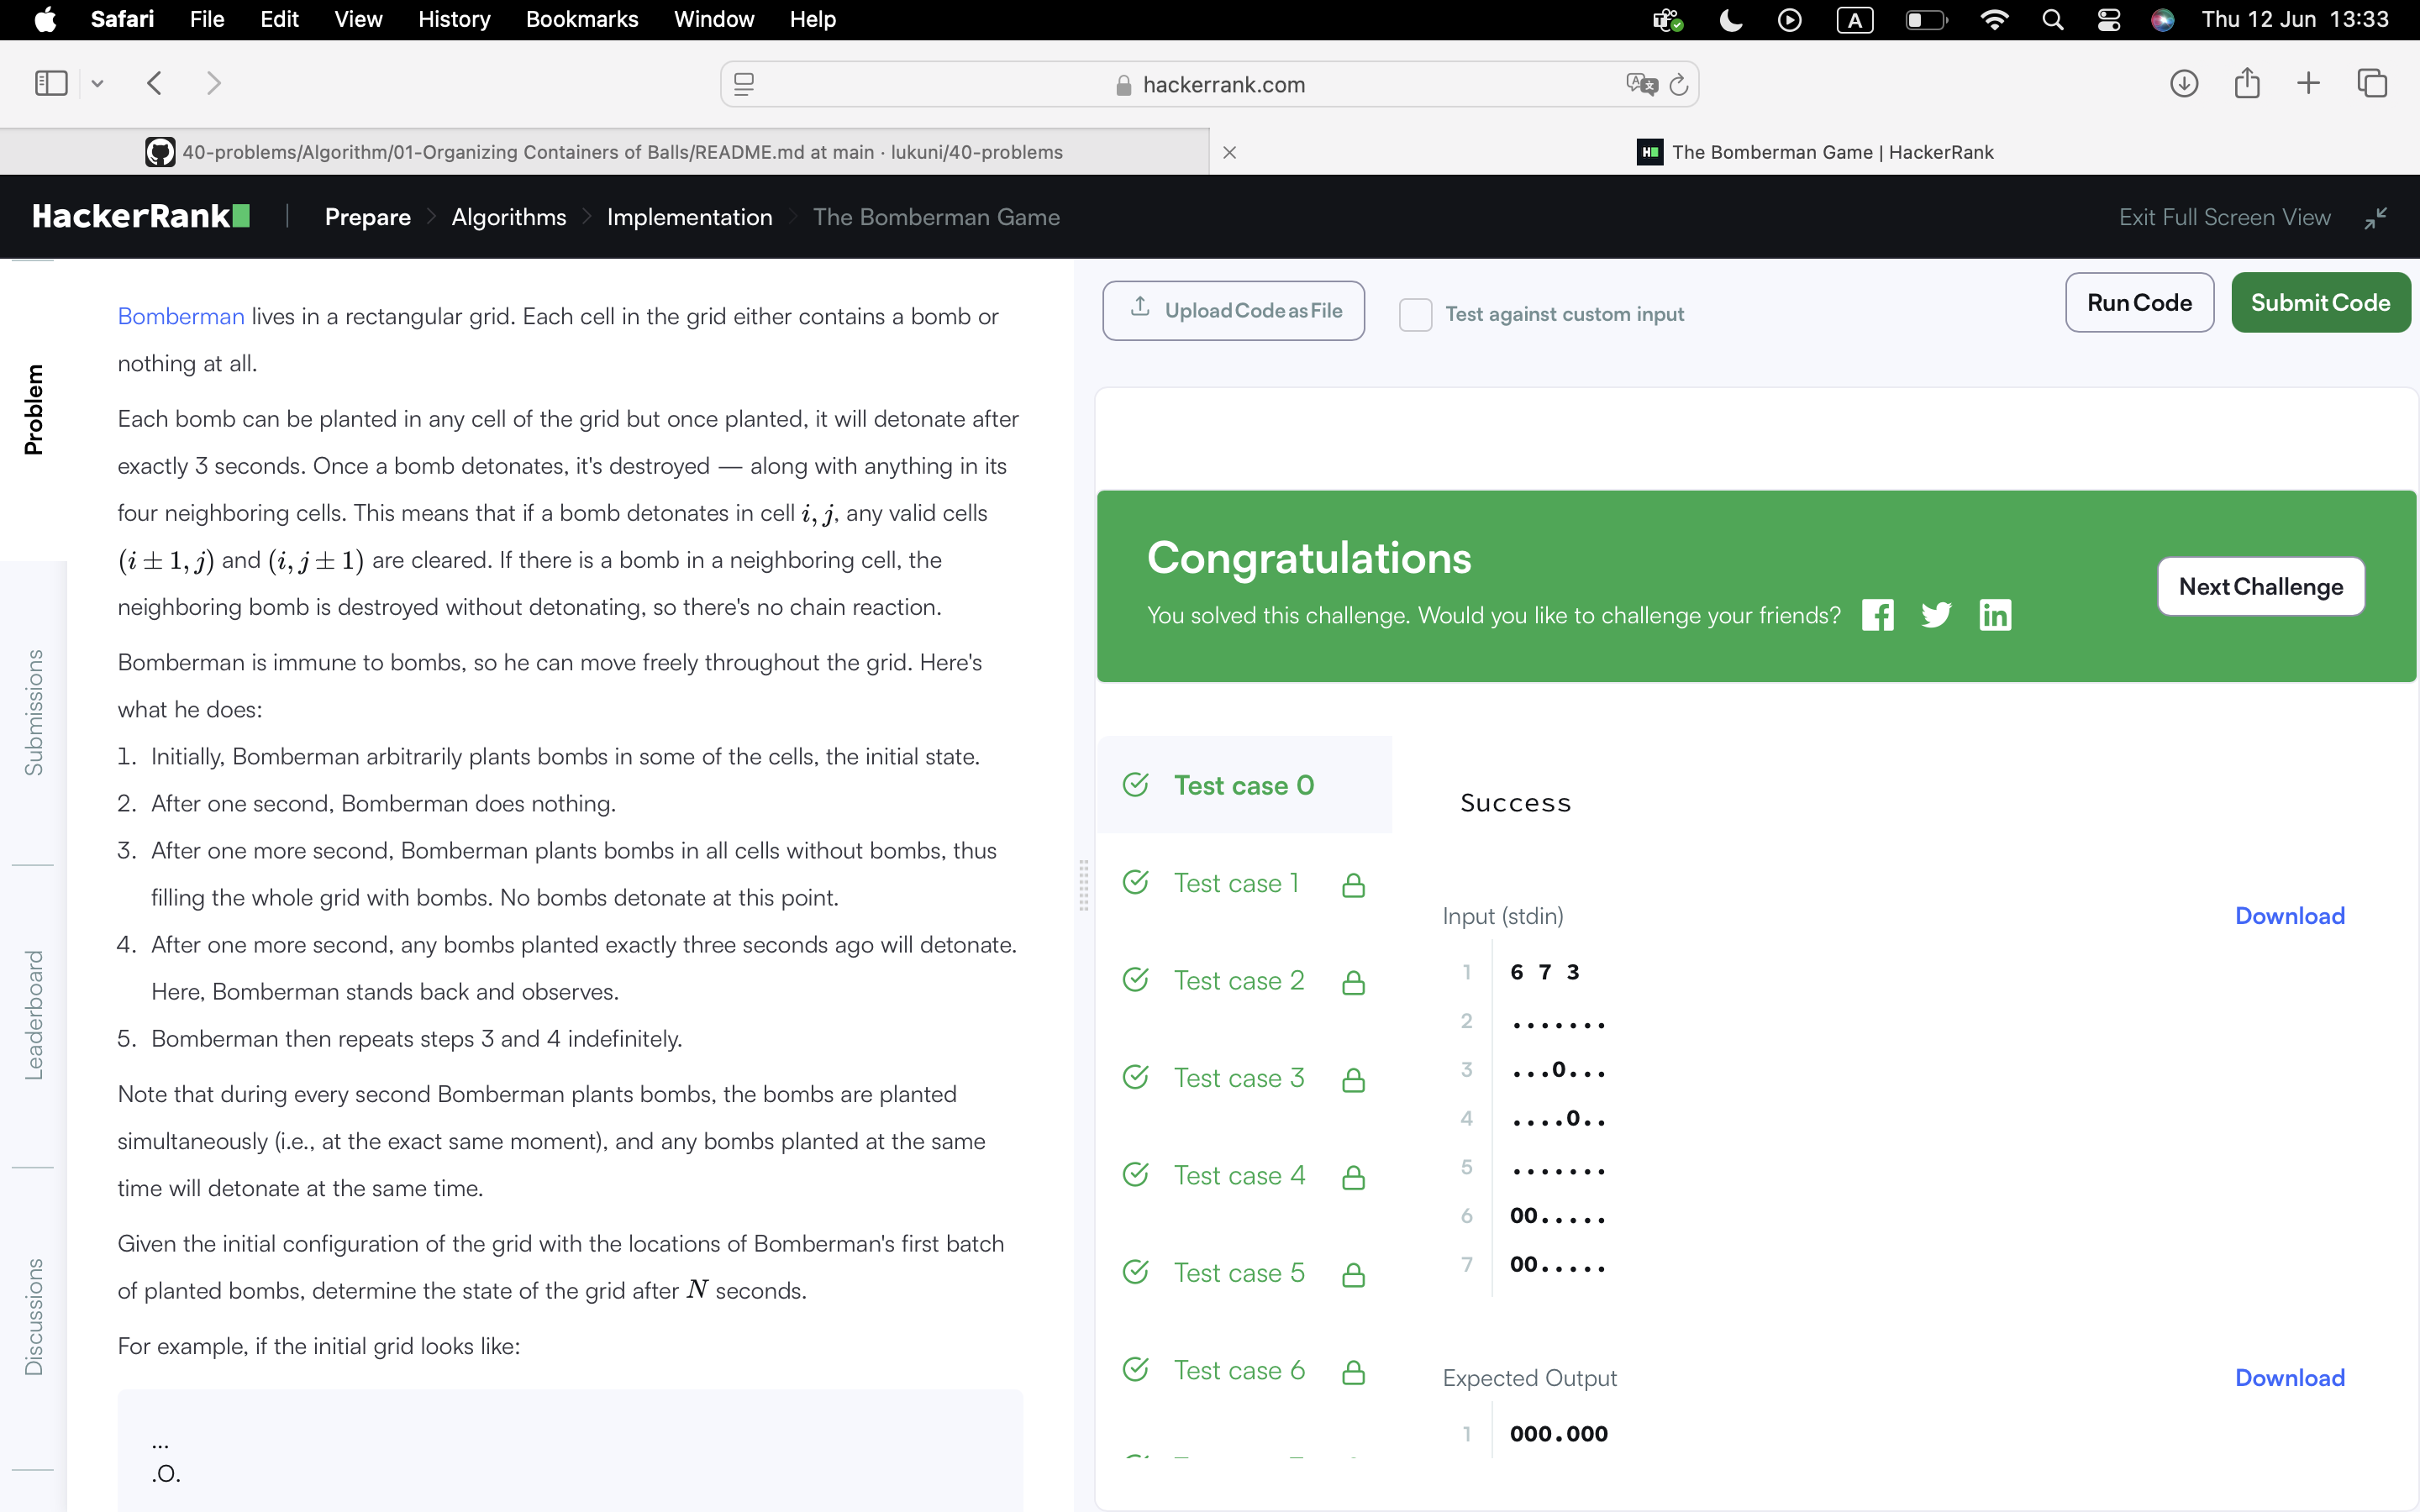 Safari File Edit View History Bookmarks Window Help A Thu 12 Jun 13:33
hackerrank.com
40-problems/Algorithm/01-Organizing Containers of Balls/README.md at main · lukuni/40-problems
The Bomberman Game | HackerRank
HackerRank Prepare Algorithms Implementation The Bomberman Game Exit Full Screen View
Problem
Submissions
Leaderboard
Discussions
Bomberman lives in a rectangular grid. Each cell in the grid either contains a bomb or
nothing at all.
Each bomb can be planted in any cell of the grid but once planted, it will detonate after
exactly 3 seconds. Once a bomb detonates, it's destroyed — along with anything in its
four neighboring cells. This means that if a bomb detonates in cell i, j, any valid cells
(i ± 1, j) and (i, j ± 1) are cleared. If there is a bomb in a neighboring cell, the
neighboring bomb is destroyed without detonating, so there's no chain reaction.
Bomberman is immune to bombs, so he can move freely throughout the grid. Here's
what he does:
1. Initially, Bomberman arbitrarily plants bombs in some of the cells, the initial state.
2. After one second, Bomberman does nothing.
3. After one more second, Bomberman plants bombs in all cells without bombs, thus
filling the whole grid with bombs. No bombs detonate at this point.
4. After one more second, any bombs planted exactly three seconds ago will detonate.
Here, Bomberman stands back and observes.
5. Bomberman then repeats steps 3 and 4 indefinitely.
Note that during every second Bomberman plants bombs, the bombs are planted
simultaneously (i.e., at the exact same moment), and any bombs planted at the same
time will detonate at the same time.
Given the initial configuration of the grid with the locations of Bomberman's first batch
of planted bombs, determine the state of the grid after N seconds.
For example, if the initial grid looks like:
...
.O.
Upload Code as File
Test against custom input
Run Code
Submit Code
Congratulations
You solved this challenge. Would you like to challenge your friends?
Next Challenge
Test case 0
Test case 1
Test case 2
Test case 3
Test case 4
Test case 5
Test case 6
Success
Input (stdin) Download
1 6 7 3
2 .......
3 ...O...
4 ....O..
5 .......
6 OO.....
7 OO.....
Expected Output Download
1 OOO.OOO